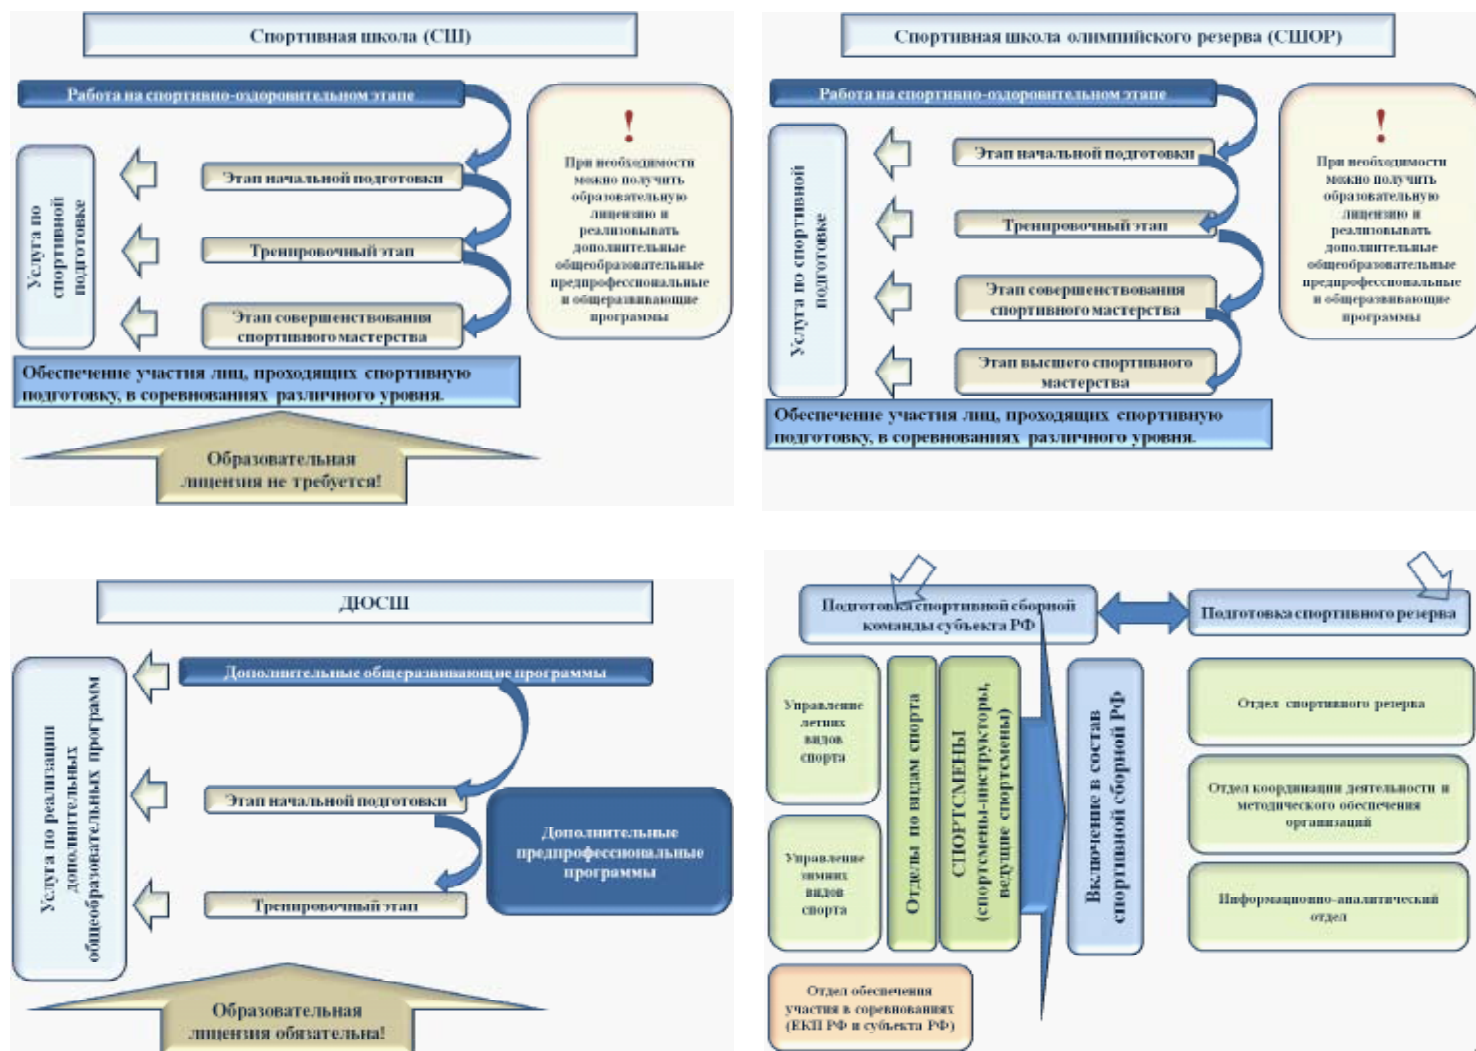 Спортивная школа (СШ)
Работа на спортивно-оздоровительном этапе
Услуга по
спортивной
подготовке
Этап начальной подготовки
Тренировочный этап
Этап совершенствования
спортивного мастерства
!
При необходимости
можно получить
образовательную
лицензию и
реализовывать
дополнительные
общеобразовательные
предпрофессиональные
и общеразвивающие
программы
Обеспечение участия лиц, проходящих спортивную
подготовку, в соревнованиях различного уровня.
Образовательная
лицензия не требуется!
Спортивная школа олимпийского резерва (СШОР)
Работа на спортивно-оздоровительном этапе
Услуга по спортивной
подготовке
Этап начальной подготовки
Тренировочный этап
Этап совершенствования
спортивного мастерства
Этап высшего спортивного
мастерства
!
При необходимости
можно получить
образовательную
лицензию и
реализовывать
дополнительные
общеобразовательные
предпрофессиональные
и общеразвивающие
программы
Обеспечение участия лиц, проходящих спортивную
подготовку, в соревнованиях различного уровня.
ДЮСШ
Услуга по реализации
дополнительных
общеобразовательных программ
Дополнительные общеразвивающие программы
Этап начальной подготовки
Тренировочный этап
Дополнительные
предпрофессиональные
программы
Образовательная
лицензия обязательна!
Подготовка спортивной сборной
команды субъекта РФ
Подготовка спортивного резерва
Управление
летних
видов
спорта
Управление
зимних
видов
спорта
Отделы по видам спорта
СПОРТСМЕНЫ
(спортсмены-инструкторы,
ведущие спортсмены)
Включение в состав
спортивной сборной РФ
Отдел спортивного резерва
Отдел координации деятельности и
методического обеспечения
организаций
Информационно-аналитический
отдел
Отдел обеспечения
участия в соревнованиях
(ЕКП РФ и субъекта РФ)